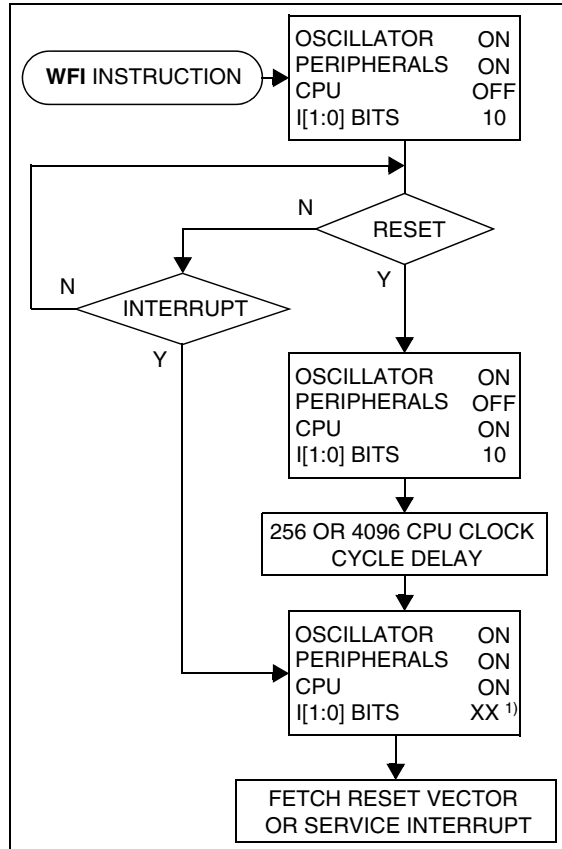 WFI INSTRUCTION
OSCILLATOR ON
PERIPHERALS ON
CPU OFF
I[1:0] BITS 10
N
RESET
Y
N
INTERRUPT
Y
OSCILLATOR ON
PERIPHERALS OFF
CPU ON
I[1:0] BITS 10
256 OR 4096 CPU CLOCK
CYCLE DELAY
OSCILLATOR ON
PERIPHERALS ON
CPU ON
I[1:0] BITS XX 1)
FETCH RESET VECTOR
OR SERVICE INTERRUPT